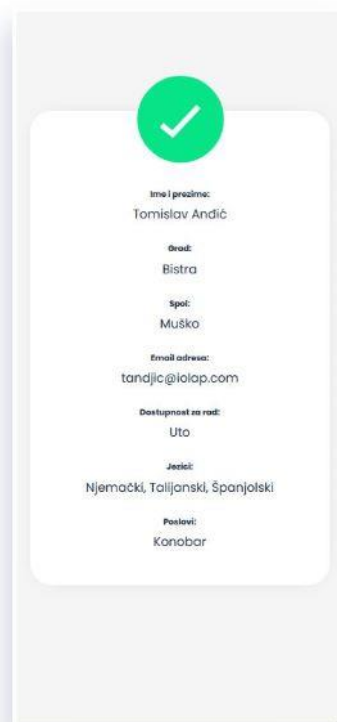 Ime i prezime:
Tomislav Anđić
Grad:
Bistra
Spol:
Muško
Email adresa:
tandjic@iolap.com
Dostupnost za rad:
Uto
Jezici:
Njemački, Talijanski, Španjolski
Poslovi:
Konobar